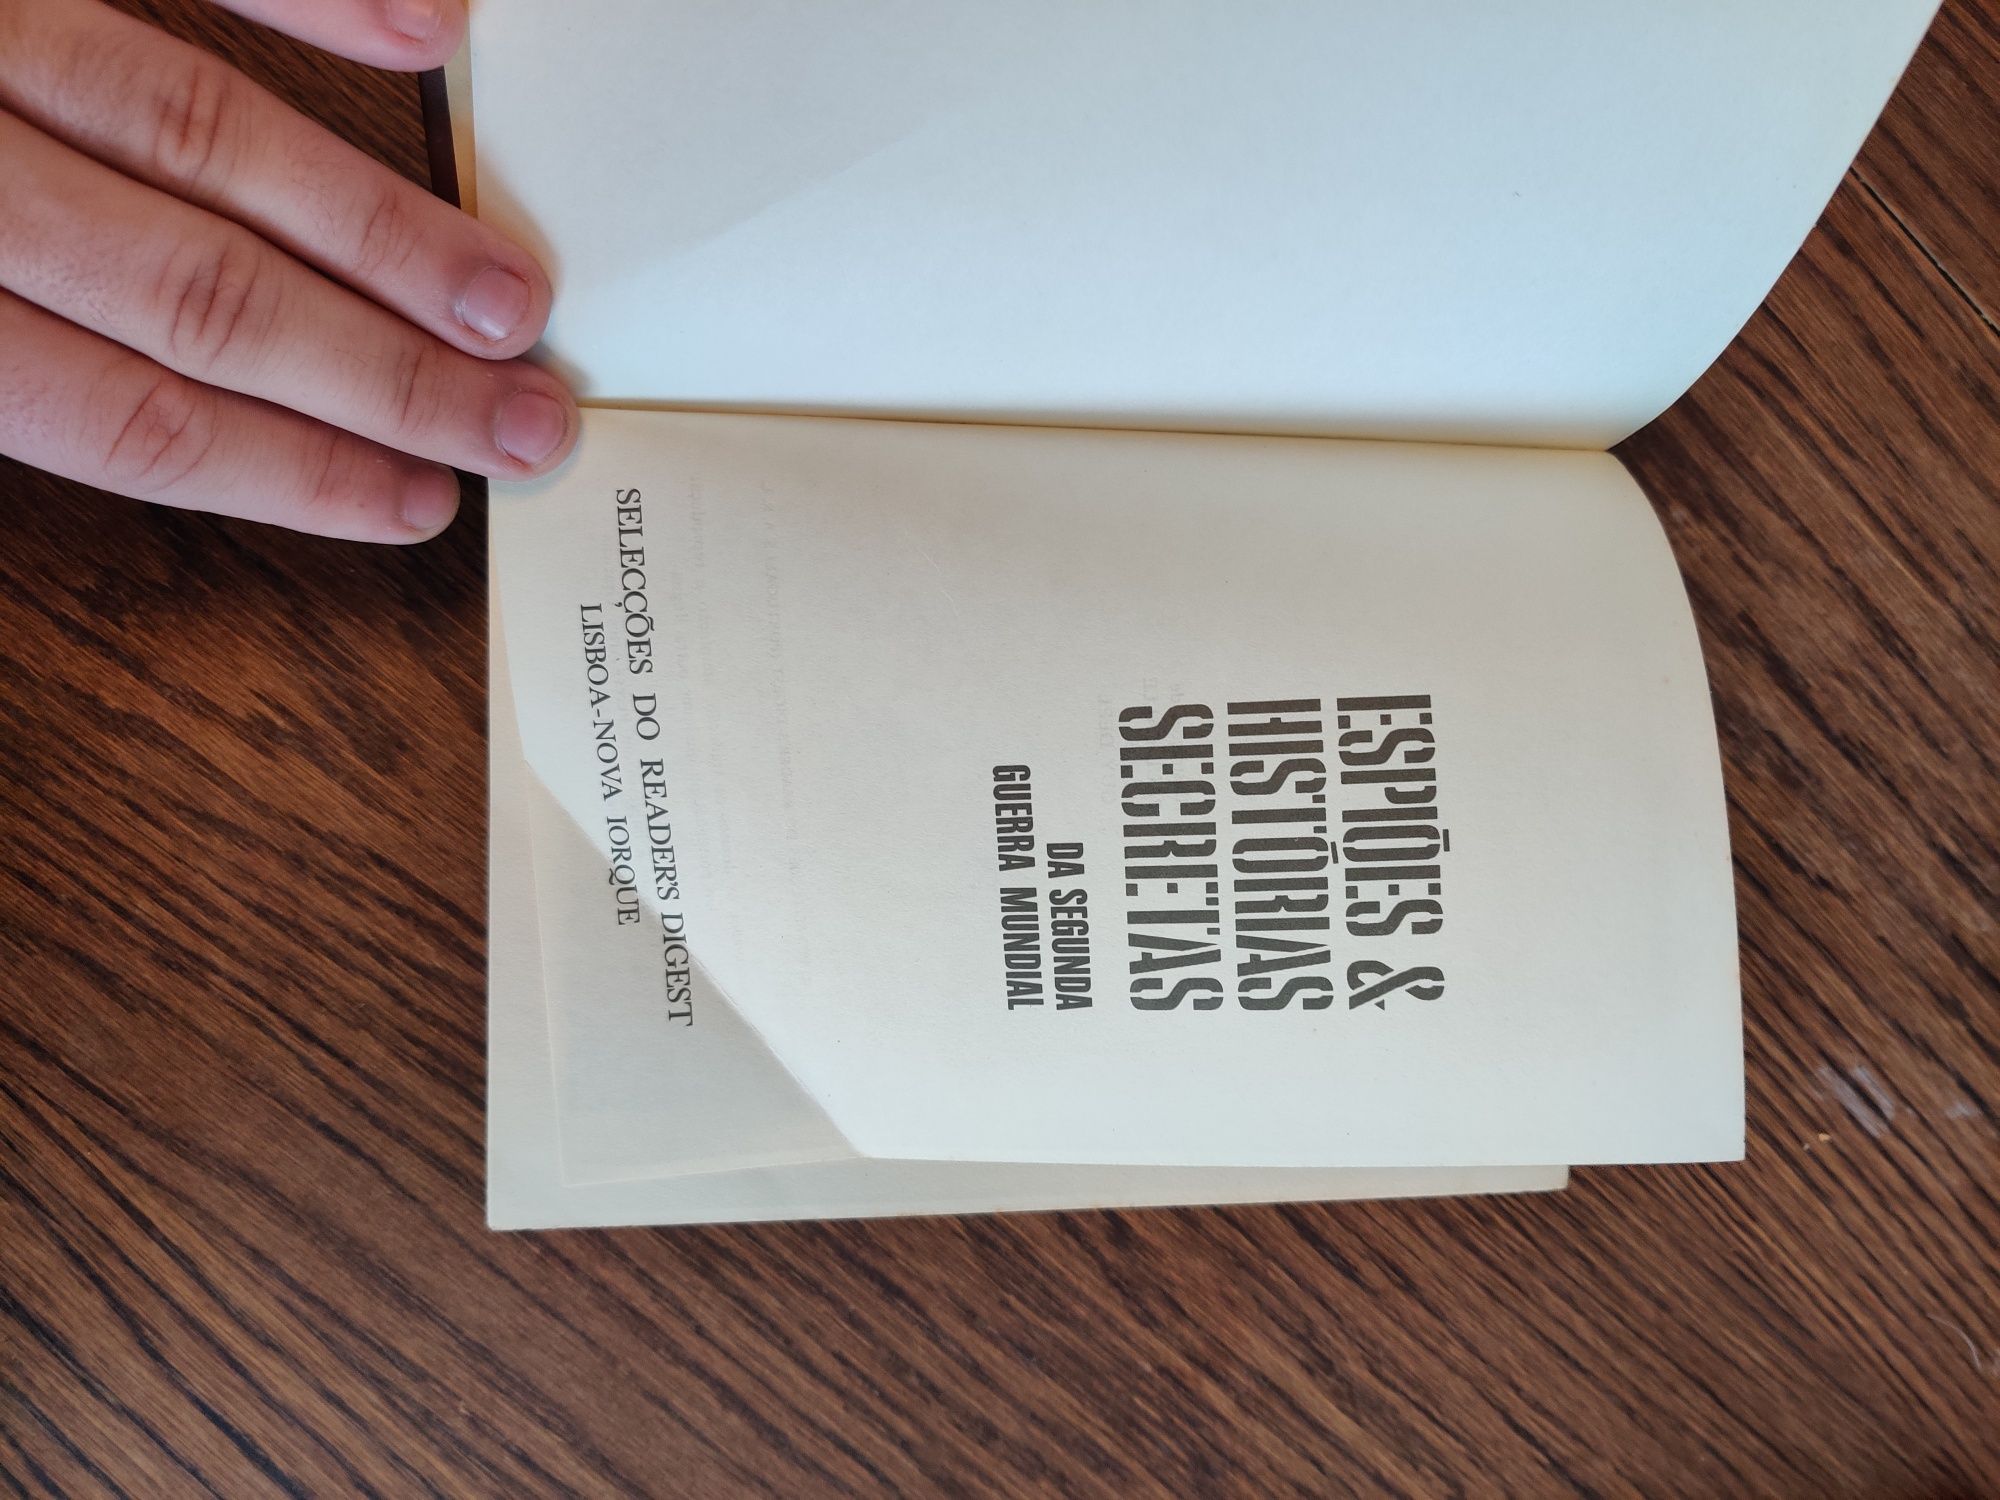 ESPIÕES &
HISTÓRIAS
SECRETAS
DA SEGUNDA
GUERRA MUNDIAL
SELECÇÕES DO READER'S DIGEST
LISBOA-NOVA IORQUE